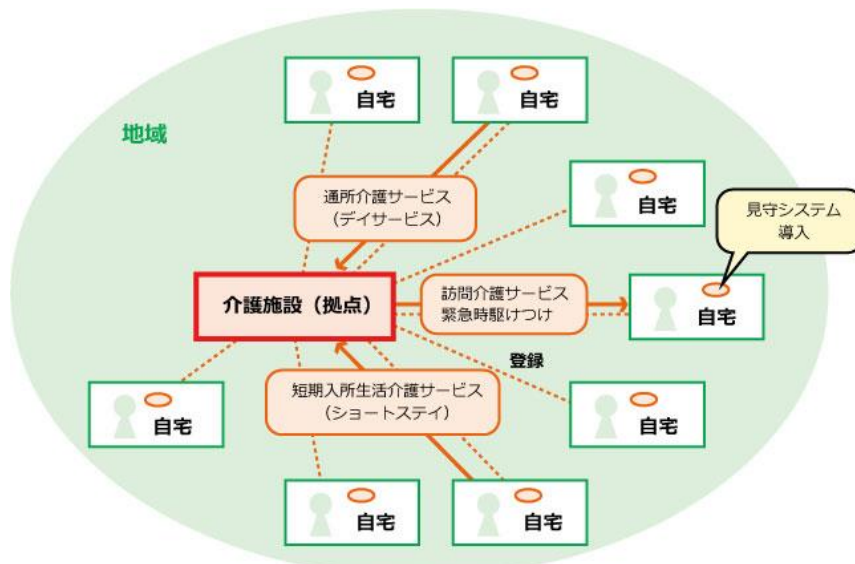 自宅
自宅
地域
自宅
見守システム
導入
通所介護サービス
(デイサービス)
介護施設（拠点）
訪問介護サービス
緊急時駆けつけ
自宅
登録
短期入所生活介護サービス
(ショートステイ)
自宅
自宅
自宅
自宅